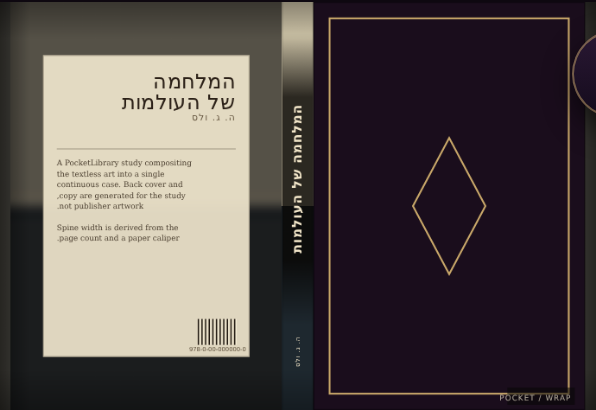 המלחמה
של העולמות
ה. ג. ולס
A PocketLibrary study compositing
the textless art into a single
continuous case. Back cover and
,copy are generated for the study
.not publisher artwork
Spine width is derived from the
.page count and a paper caliper
978-0-00-000000-0
המלחמה של העולמות
ה. ג. ולס
POCKET / WRAP